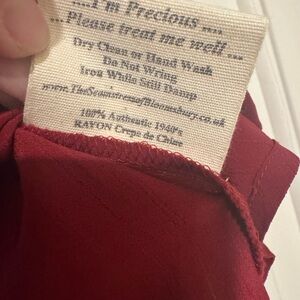 ....I'm Precious ....
...Please treat me well ...
Dry Clean or Hand Wash
Do Not Wring
Iron While Still Damp
www.TheSeamstressofBloomsbury.co.uk
100% Authentic 1940's
RAYON Crepe de Chine